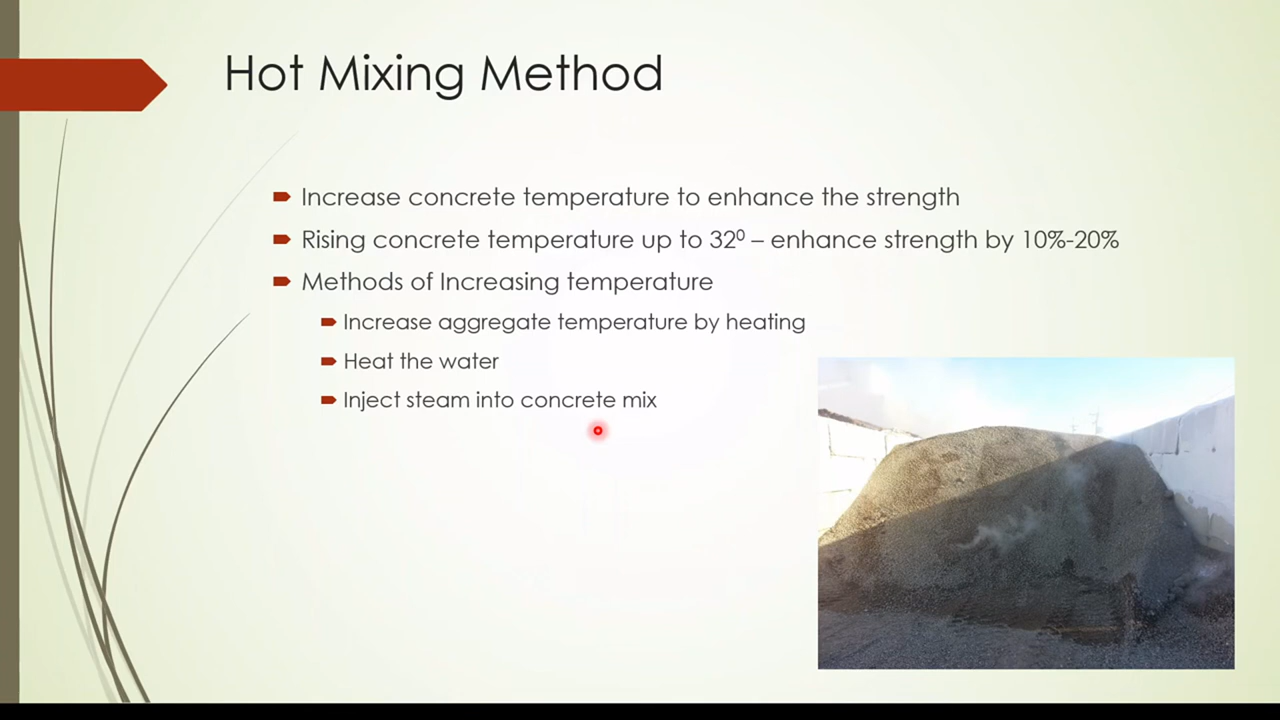 Hot Mixing Method
Increase concrete temperature to enhance the strength
Rising concrete temperature up to 32⁰ – enhance strength by 10%-20%
Methods of Increasing temperature
Increase aggregate temperature by heating
Heat the water
Inject steam into concrete mix